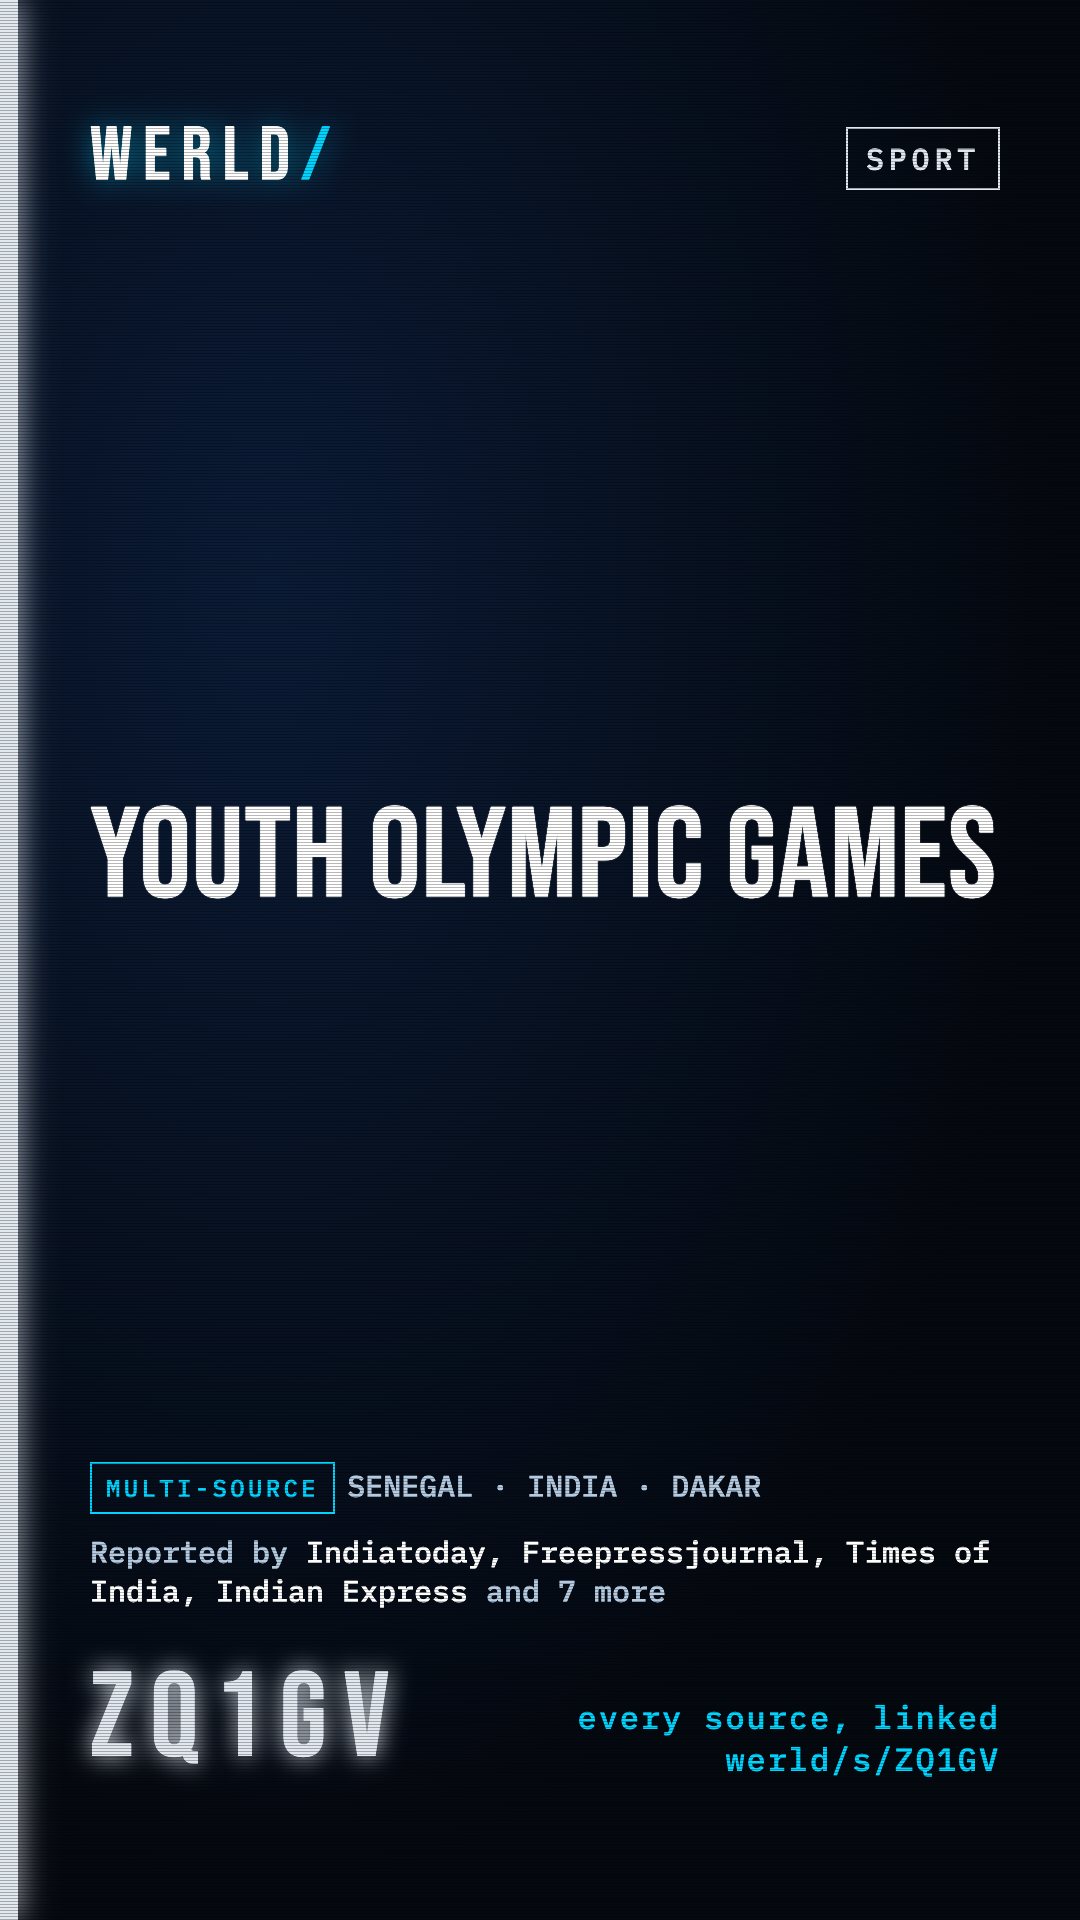 WERLD/
SPORT
YOUTH OLYMPIC GAMES
MULTI-SOURCE SENEGAL · INDIA · DAKAR
Reported by Indiatoday, Freepressjournal, Times of
India, Indian Express and 7 more
ZQ1GV
every source, linked
werld/s/ZQ1GV